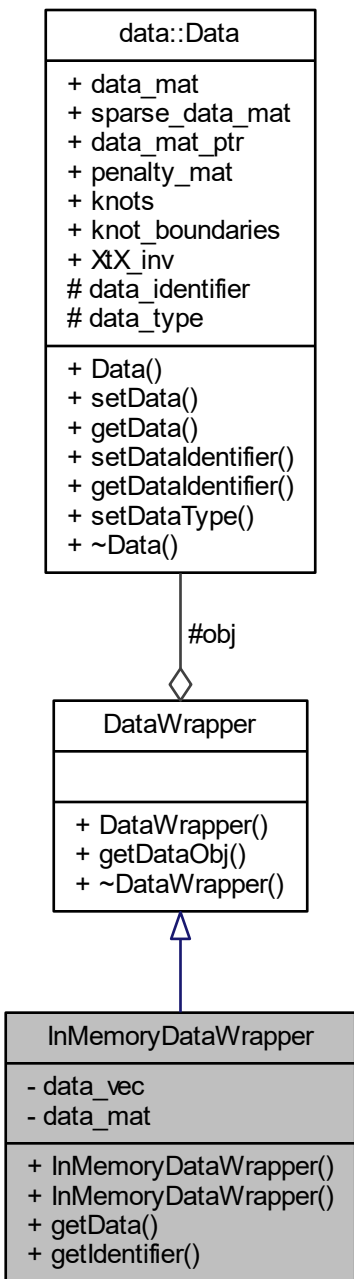 data::Data
+ data_mat
+ sparse_data_mat
+ data_mat_ptr
+ penalty_mat
+ knots
+ knot_boundaries
+ XtX_inv
# data_identifier
# data_type
+ Data()
+ setData()
+ getData()
+ setDataIdentifier()
+ getDataIdentifier()
+ setDataType()
+ ~Data()
#obj
DataWrapper
+ DataWrapper()
+ getDataObj()
+ ~DataWrapper()
InMemoryDataWrapper
- data_vec
- data_mat
+ InMemoryDataWrapper()
+ InMemoryDataWrapper()
+ getData()
+ getIdentifier()